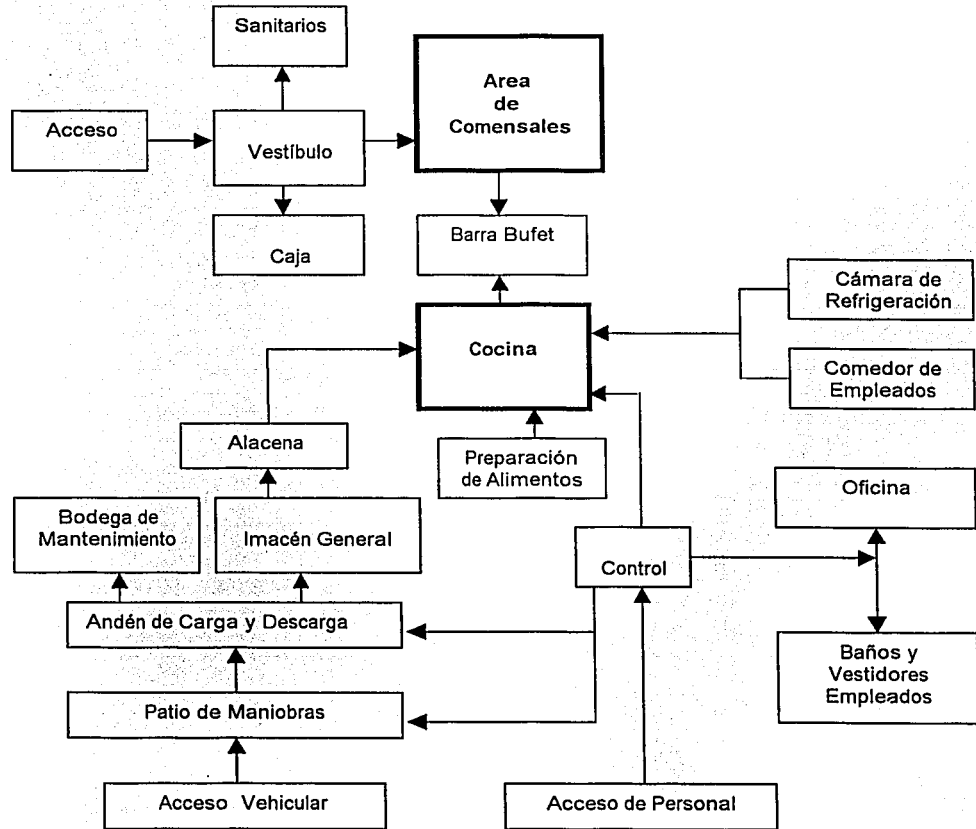 Sanitarios
Area
de
Comensales
Acceso
Vestíbulo
Caja
Barra Bufet
Cámara de
Refrigeración
Cocina
Comedor de
Empleados
Alacena
Preparación
de Alimentos
Oficina
Bodega de
Mantenimiento
Imacén General
Control
Andén de Carga y Descarga
Baños y
Vestidores
Empleados
Patio de Maniobras
Acceso Vehicular
Acceso de Personal